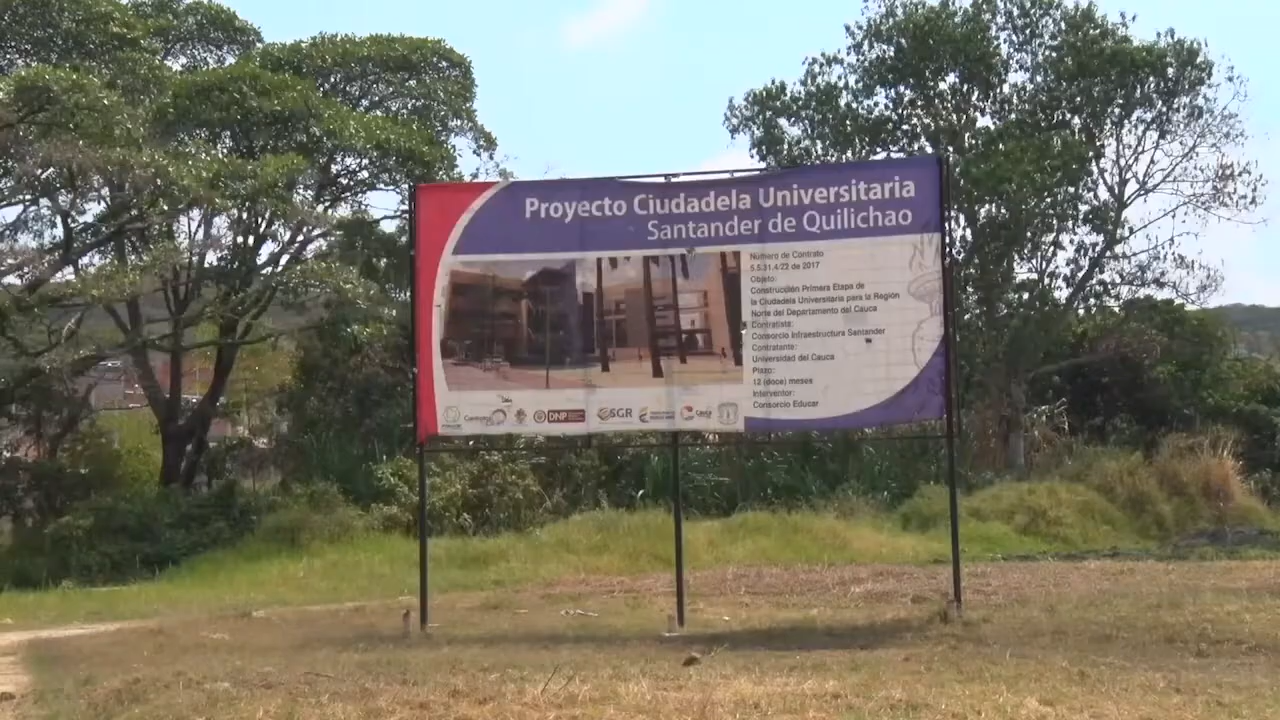 Proyecto Ciudadela Universitaria
Santander de Quilichao
Número de Contrato
5.5.31.4/22 de 2017
Objeto:
Construcción Primera Etapa de
la Ciudadela Universitaria para la Región
Norte del Departamento del Cauca
Contratista:
Consorcio Infraestructura Santander
Contratante:
Universidad del Cauca
Plazo:
12 (doce) meses
Interventor:
Consorcio Educar
DNP
SGR
Cauca